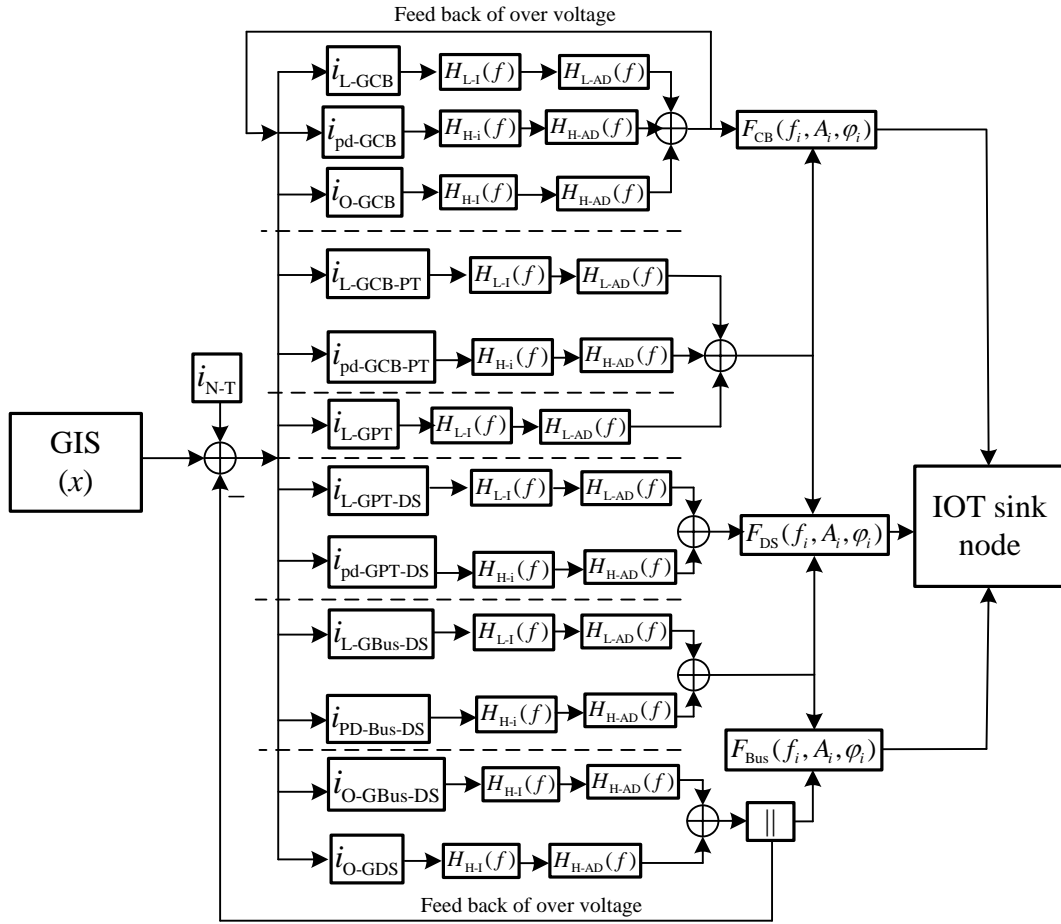 Feed back of over voltage
i_L-GCB H_L-I(f) H_L-AD(f)
i_pd-GCB H_H-i(f) H_H-AD(f) F_CB(f_i, A_i, φ_i)
i_O-GCB H_H-I(f) H_H-AD(f)
i_L-GCB-PT H_L-I(f) H_L-AD(f)
i_pd-GCB-PT H_H-i(f) H_H-AD(f)
i_N-T
i_L-GPT H_L-I(f) H_L-AD(f)
GIS
(x)
−
i_L-GPT-DS H_L-I(f) H_L-AD(f)
F_DS(f_i, A_i, φ_i)
IOT sink
node
i_pd-GPT-DS H_H-i(f) H_H-AD(f)
i_L-GBus-DS H_L-I(f) H_L-AD(f)
i_PD-Bus-DS H_H-i(f) H_H-AD(f)
F_Bus(f_i, A_i, φ_i)
i_O-GBus-DS H_H-I(f) H_H-AD(f)
||
i_O-GDS H_H-I(f) H_H-AD(f)
Feed back of over voltage